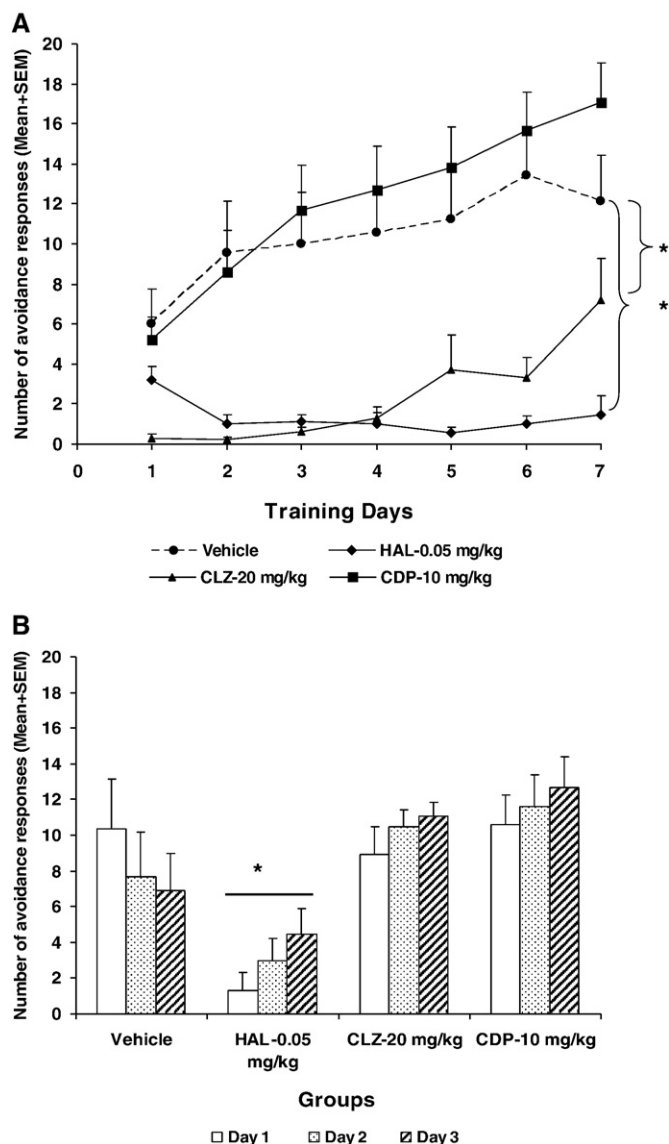 A
Number of avoidance responses (Mean+SEM)
20
18
16
14
12
10
8
6
4
2
0
*
*
0 1 2 3 4 5 6 7
Training Days
Vehicle HAL-0.05 mg/kg
CLZ-20 mg/kg CDP-10 mg/kg
B
Number of avoidance responses (Mean+SEM)
20
18
16
14
12
10
8
6
4
2
0
*
Vehicle HAL-0.05 CLZ-20 mg/kg CDP-10 mg/kg
mg/kg
Groups
Day 1 Day 2 Day 3